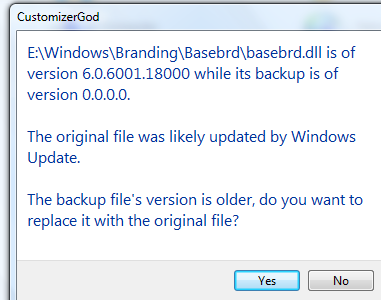 CustomizerGod
E:\Windows\Branding\Basebrd\basebrd.dll is of
version 6.0.6001.18000 while its backup is of
version 0.0.0.0.
The original file was likely updated by Windows
Update.
The backup file's version is older, do you want to
replace it with the original file?
Yes
No